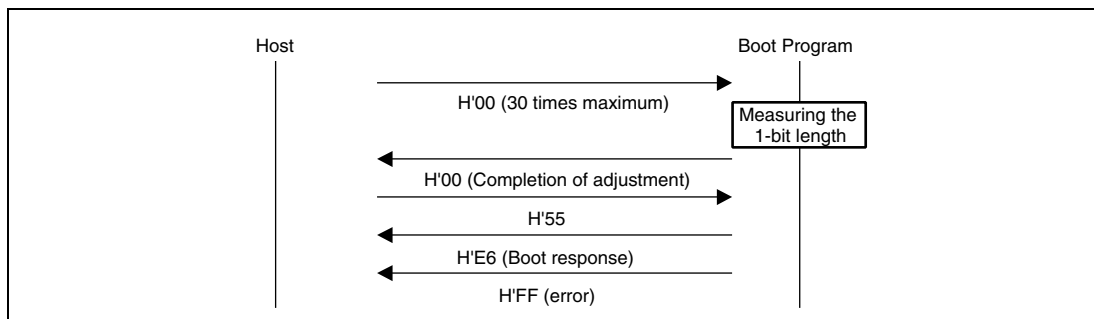 Host
Boot Program
H'00 (30 times maximum)
Measuring the
1-bit length
H'00 (Completion of adjustment)
H'55
H'E6 (Boot response)
H'FF (error)